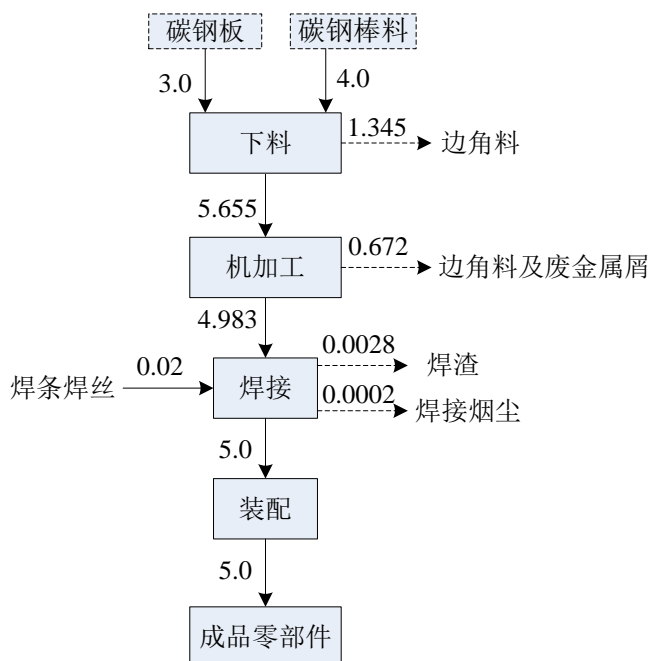 碳钢板
碳钢棒料
3.0
4.0
下料
1.345
边角料
5.655
机加工
0.672
边角料及废金属屑
4.983
焊条焊丝
0.02
焊接
0.0028
焊渣
0.0002
焊接烟尘
5.0
装配
5.0
成品零部件